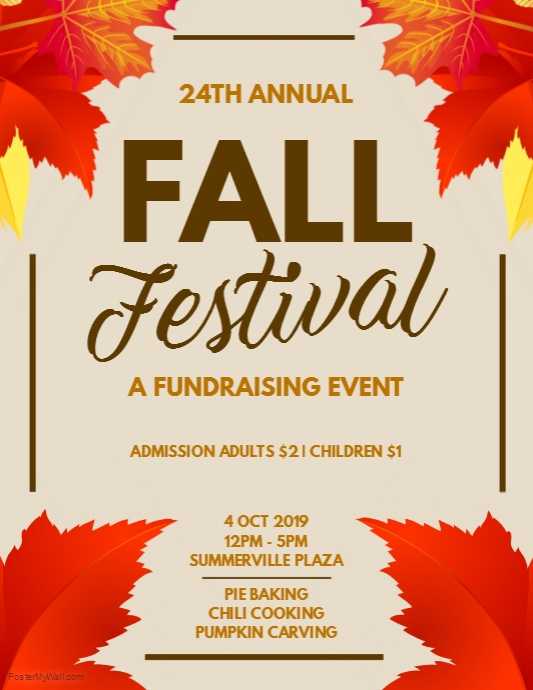 24TH ANNUAL
FALL
Festival
A FUNDRAISING EVENT
ADMISSION ADULTS $2 | CHILDREN $1
4 OCT 2019
12PM - 5PM
SUMMERVILLE PLAZA
PIE BAKING
CHILI COOKING
PUMPKIN CARVING
PosterMyWall.com